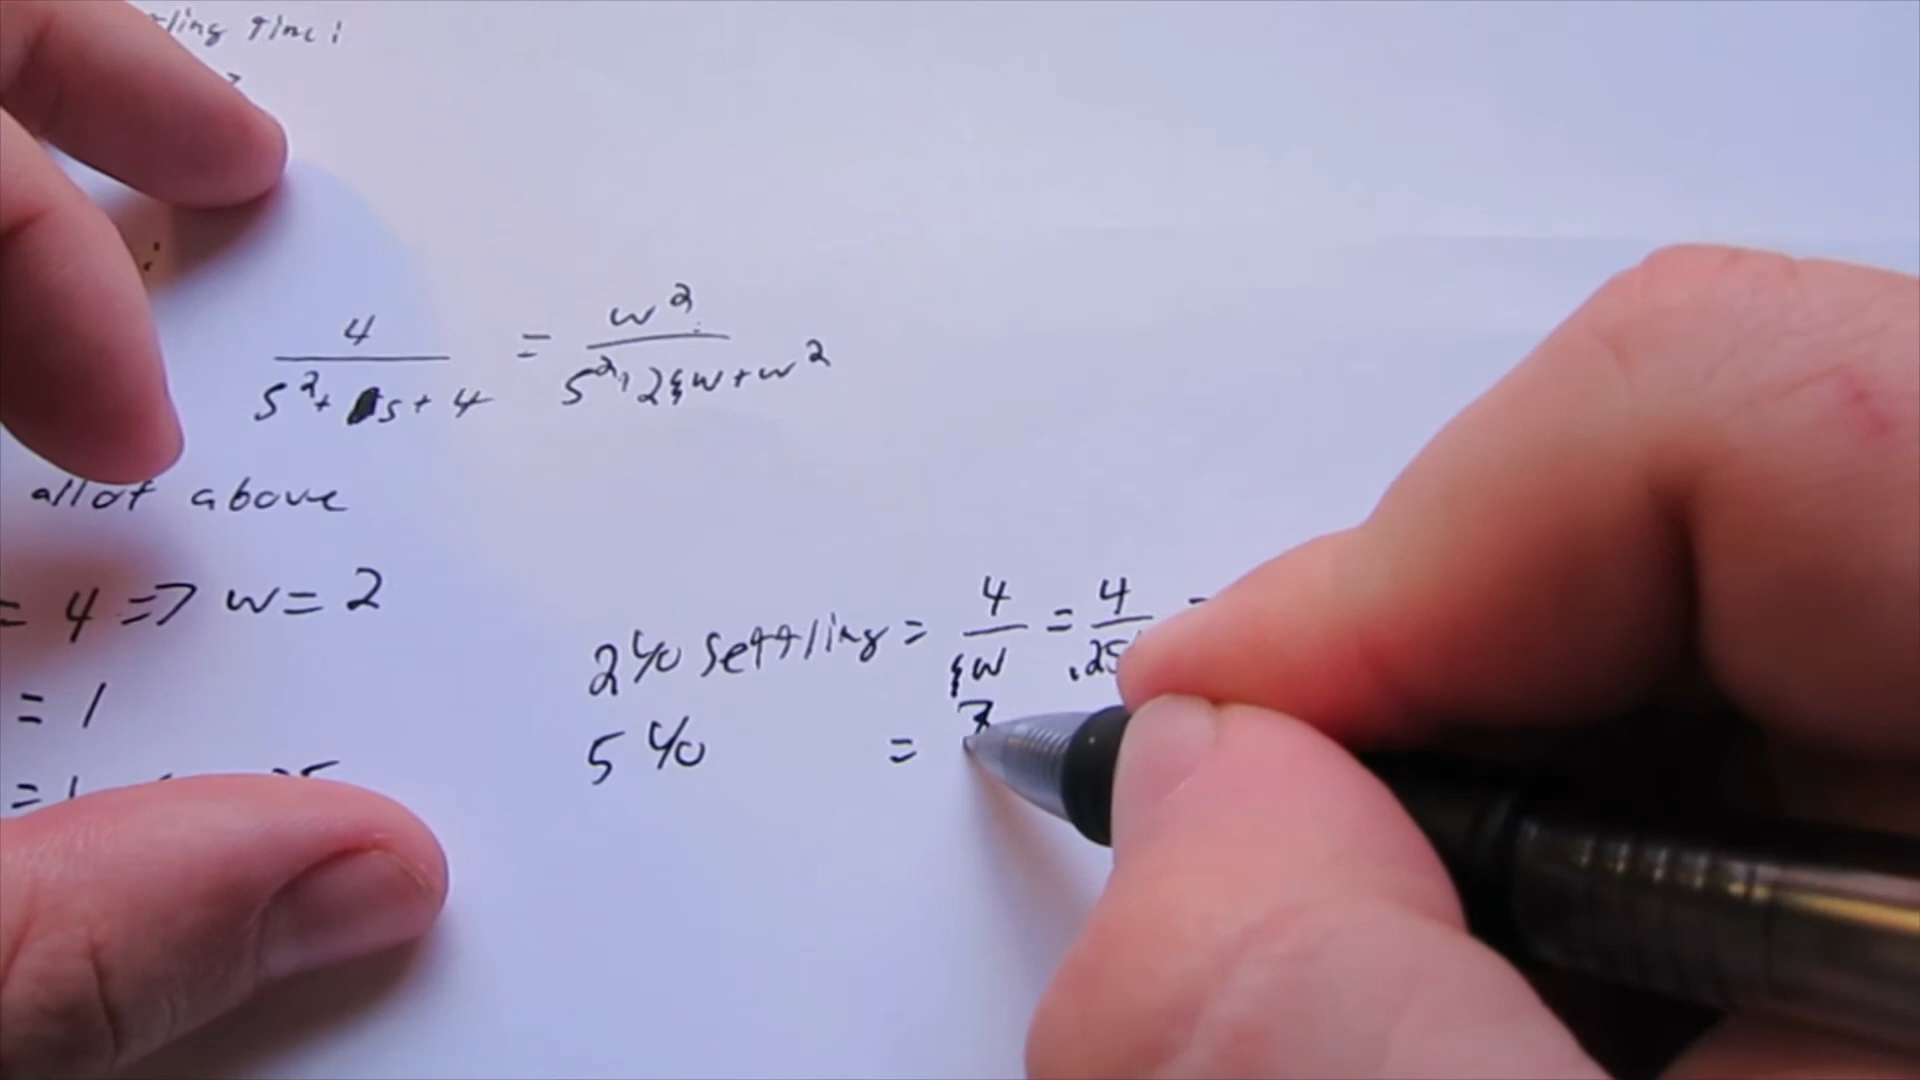 Time:
4 = w²
s² + s + 4 s² + 2ξw + w²
all of above
= 4 => w = 2
= 1
2% settling = 4/ξw = 4/.25
5% = 3